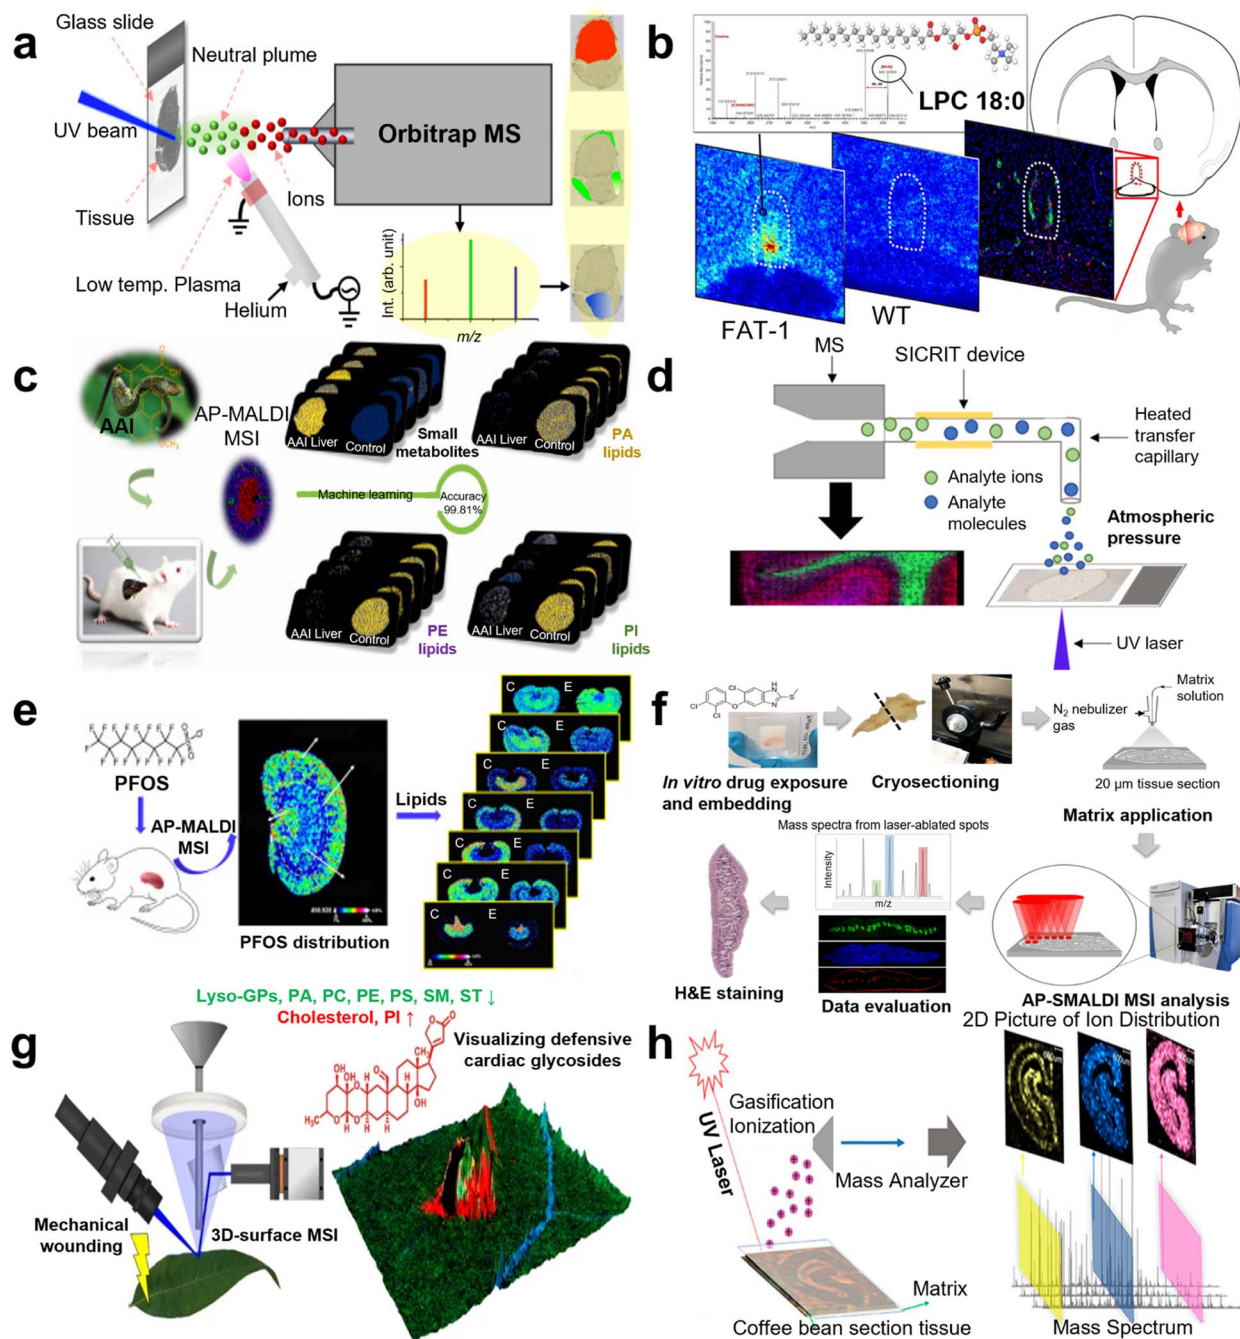 a
Glass slide
Neutral plume
UV beam
Orbitrap MS
Tissue
Ions
Low temp. Plasma
Helium
Int. (arb. unit)
m/z
b
LPC 18:0
FAT-1
WT
c
AAI
AP-MALDI
MSI
AAI Liver
Control
Small
metabolites
AAI Liver
Control
PA
lipids
Machine learning
Accuracy
99.81%
AAI Liver
Control
PE
lipids
AAI Liver
Control
PI
lipids
d
MS
SICRIT device
Heated
transfer
capillary
Analyte ions
Analyte
molecules
Atmospheric
pressure
UV laser
e
PFOS
AP-MALDI
MSI
PFOS distribution
Lipids
C E
C E
C E
C E
C E
C E
C E
Lyso-GPs, PA, PC, PE, PS, SM, ST ↓
Cholesterol, PI ↑
f
In vitro drug exposure
and embedding
Cryosectioning
Matrix
solution
N2 nebulizer
gas
20 µm tissue section
Matrix application
Mass spectra from laser-ablated spots
Intensity
m/z
H&E staining
Data evaluation
AP-SMALDI MSI analysis
g
Mechanical
wounding
3D-surface MSI
Visualizing defensive
cardiac glycosides
h
2D Picture of Ion Distribution
UV Laser
Gasification
Ionization
Mass Analyzer
Matrix
Coffee bean section tissue
Mass Spectrum